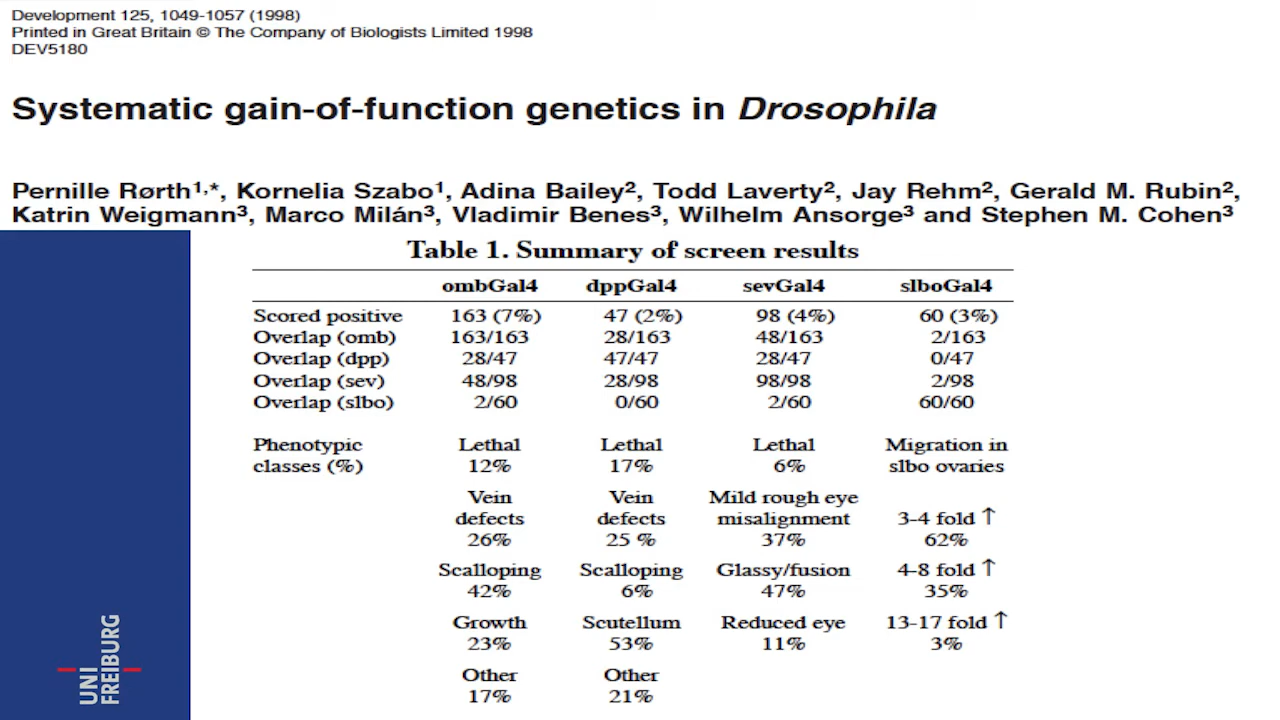 Development 125, 1049-1057 (1998)
Printed in Great Britain © The Company of Biologists Limited 1998
DEV5180
Systematic gain-of-function genetics in Drosophila
Pernille Rørth1,*, Kornelia Szabo1, Adina Bailey2, Todd Laverty2, Jay Rehm2, Gerald M. Rubin2,
Katrin Weigmann3, Marco Milán3, Vladimir Benes3, Wilhelm Ansorge3 and Stephen M. Cohen3
Table 1. Summary of screen results
ombGal4 dppGal4 sevGal4 slboGal4
Scored positive 163 (7%) 47 (2%) 98 (4%) 60 (3%)
Overlap (omb) 163/163 28/163 48/163 2/163
Overlap (dpp) 28/47 47/47 28/47 0/47
Overlap (sev) 48/98 28/98 98/98 2/98
Overlap (slbo) 2/60 0/60 2/60 60/60
Phenotypic Lethal Lethal Lethal Migration in
classes (%) 12% 17% 6% slbo ovaries
Vein Vein Mild rough eye
defects defects misalignment 3-4 fold ↑
26% 25 % 37% 62%
Scalloping Scalloping Glassy/fusion 4-8 fold ↑
42% 6% 47% 35%
Growth Scutellum Reduced eye 13-17 fold ↑
23% 53% 11% 3%
Other Other
17% 21%
UNI
FREIBURG